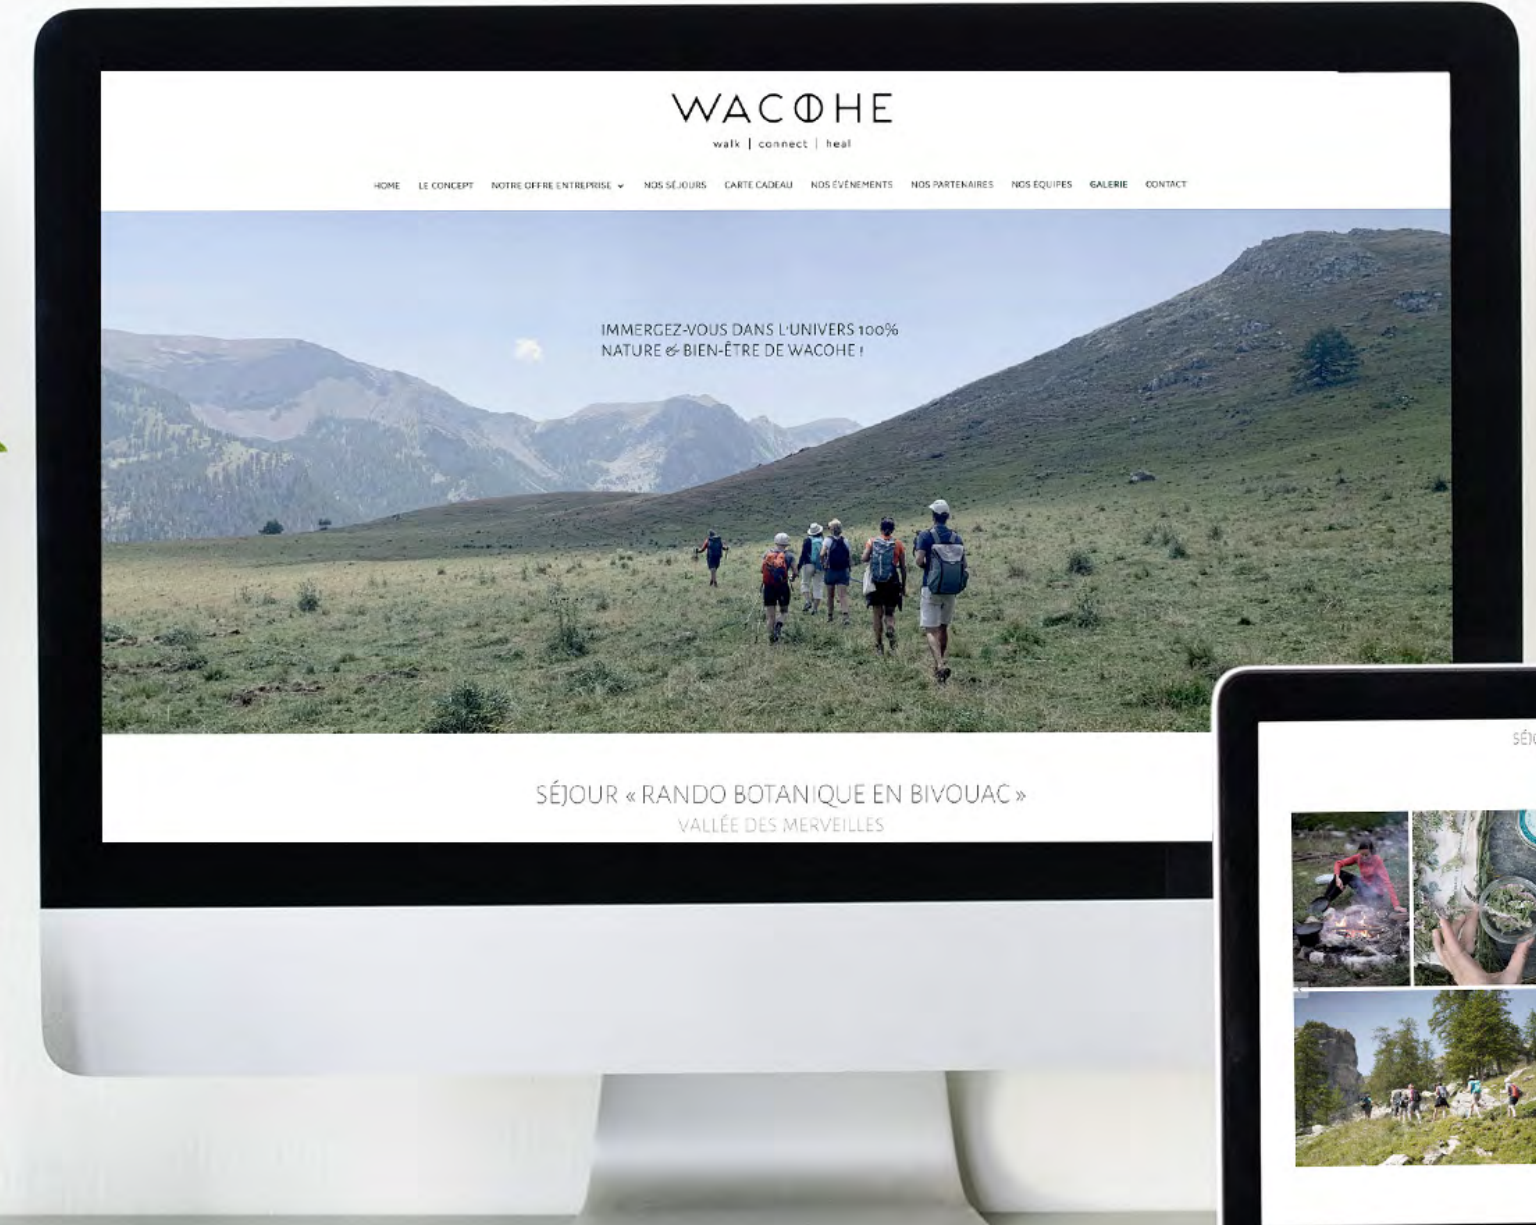 WACOHE
walk | connect | heal
HOME LE CONCEPT NOTRE OFFRE ENTREPRISE NOS SÉJOURS CARTE CADEAU NOS ÉVÉNEMENTS NOS PARTENAIRES NOS ÉQUIPES GALERIE CONTACT
IMMERGEZ-VOUS DANS L'UNIVERS 100%
NATURE & BIEN-ÊTRE DE WACOHE !
SÉJOUR « RANDO BOTANIQUE EN BIVOUAC »
VALLÉE DES MERVEILLES